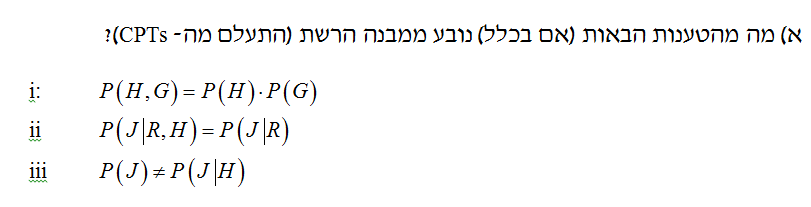 א) מה מהטענות הבאות (אם בכלל) נובע ממבנה הרשת (התעלם מה- CPTs)?
i: P(H,G) = P(H)·P(G)
ii P(J|R,H) = P(J|R)
iii P(J) ≠ P(J|H)